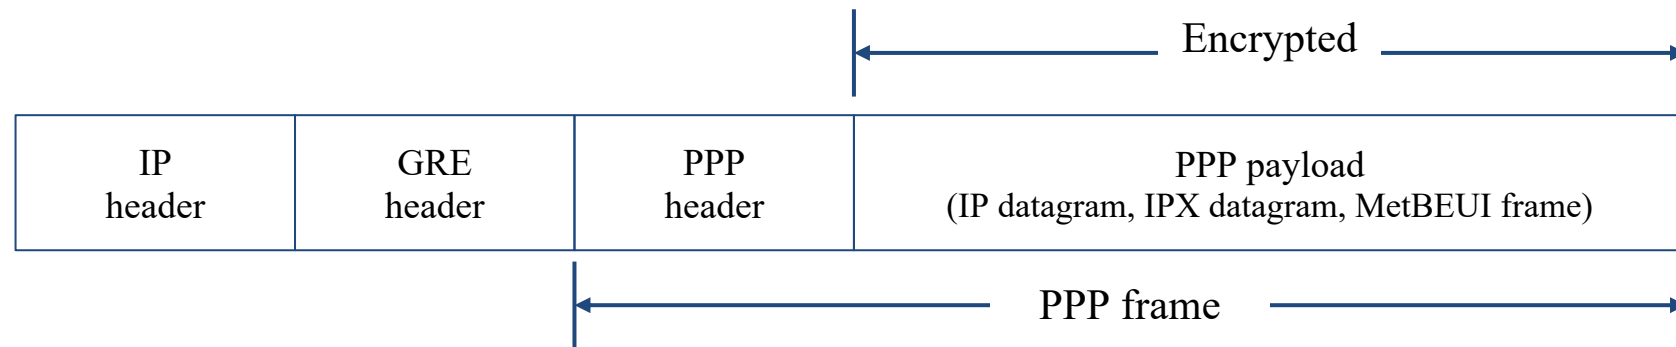 Encrypted
IP
header
GRE
header
PPP
header
PPP payload
(IP datagram, IPX datagram, MetBEUI frame)
PPP frame